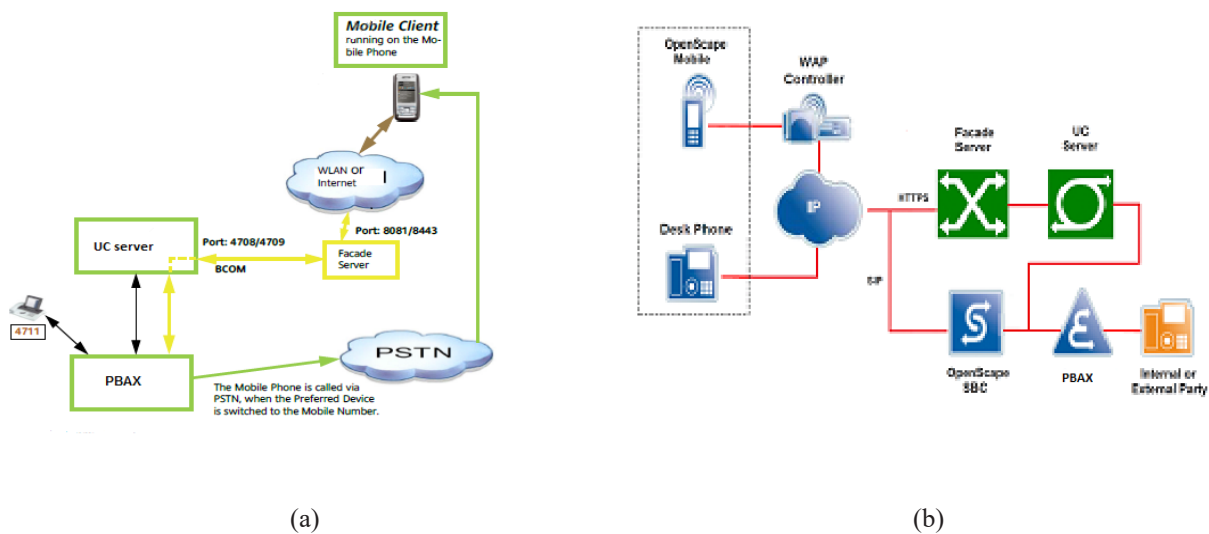 Mobile Client
running on the Mo-
bile Phone
WLAN or
Internet
Port: 8081/8443
UC server
Port: 4708/4709
BCOM
Facade
Server
4711
PBAX
PSTN
The Mobile Phone is called via
PSTN, when the Preferred Device
is switched to the Mobile Number.
(a)
OpenScape
Mobile
WAP
Controller
Facade
Server
UC
Server
IP
HTTPS
Desk Phone
SIP
OpenScape
SBC
PBAX
Internal or
External Party
(b)